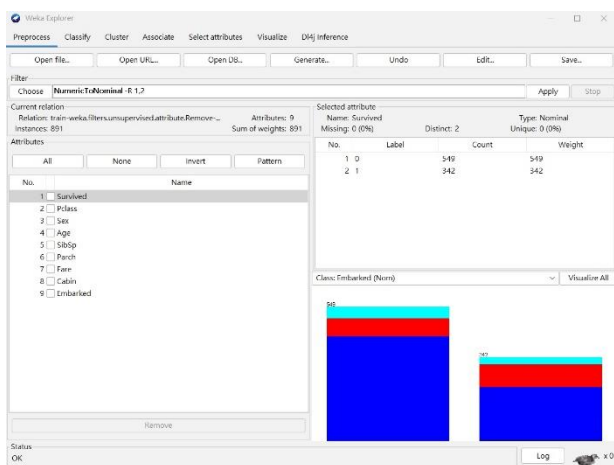 Weka Explorer
Preprocess Classify Cluster Associate Select attributes Visualize Dl4j Inference
Open file... Open URL... Open DB... Generate... Undo Edit... Save...
Filter
Choose NumericToNominal -R 1,2 Apply Stop
Current relation
Relation: train-weka.filters.unsupervised.attribute.Remove-... Attributes: 9
Instances: 891 Sum of weights: 891
Attributes
All None Invert Pattern
No. Name
1 Survived
2 Pclass
3 Sex
4 Age
5 SibSp
6 Parch
7 Fare
8 Cabin
9 Embarked
Remove
Selected attribute
Name: Survived Type: Nominal
Missing: 0 (0%) Distinct: 2 Unique: 0 (0%)
No. Label Count Weight
1 0 549 549
2 1 342 342
Class: Embarked (Nom) Visualize All
549
342
Status
OK Log x 0